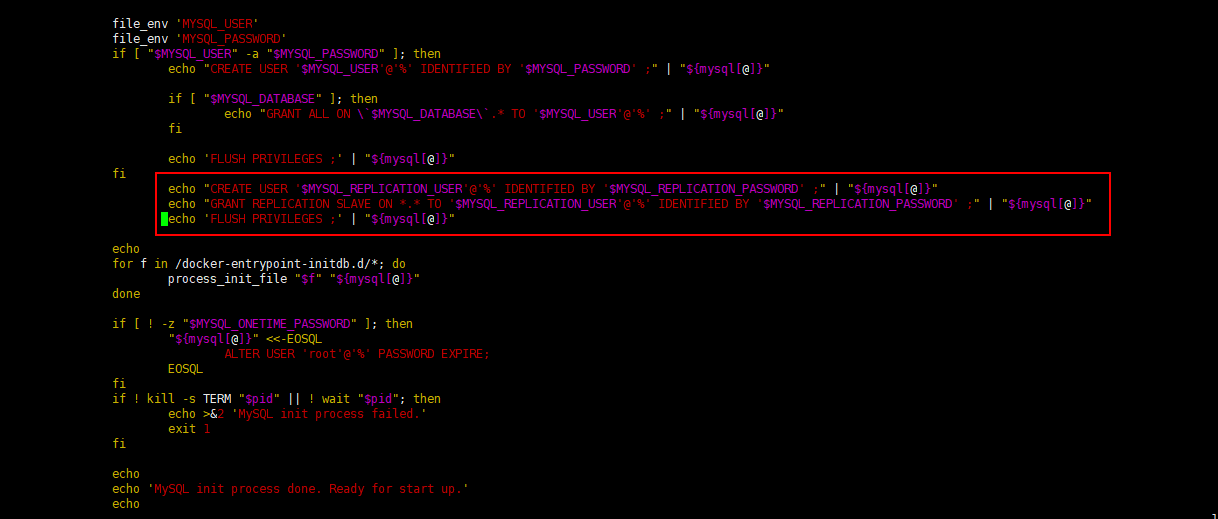 file_env 'MYSQL_USER'
file_env 'MYSQL_PASSWORD'
if [ "$MYSQL_USER" -a "$MYSQL_PASSWORD" ]; then
echo "CREATE USER '$MYSQL_USER'@'%' IDENTIFIED BY '$MYSQL_PASSWORD' ;" | "${mysql[@]}"
if [ "$MYSQL_DATABASE" ]; then
echo "GRANT ALL ON \`$MYSQL_DATABASE\`.* TO '$MYSQL_USER'@'%' ;" | "${mysql[@]}"
fi
echo 'FLUSH PRIVILEGES ;' | "${mysql[@]}"
fi
echo "CREATE USER '$MYSQL_REPLICATION_USER'@'%' IDENTIFIED BY '$MYSQL_REPLICATION_PASSWORD' ;" | "${mysql[@]}"
echo "GRANT REPLICATION SLAVE ON *.* TO '$MYSQL_REPLICATION_USER'@'%' IDENTIFIED BY '$MYSQL_REPLICATION_PASSWORD' ;" | "${mysql[@]}"
echo 'FLUSH PRIVILEGES ;' | "${mysql[@]}"
echo
for f in /docker-entrypoint-initdb.d/*; do
process_init_file "$f" "${mysql[@]}"
done
if [ ! -z "$MYSQL_ONETIME_PASSWORD" ]; then
"${mysql[@]}" <<-EOSQL
ALTER USER 'root'@'%' PASSWORD EXPIRE;
EOSQL
fi
if ! kill -s TERM "$pid" || ! wait "$pid"; then
echo >&2 'MySQL init process failed.'
exit 1
fi
echo
echo 'MySQL init process done. Ready for start up.'
echo